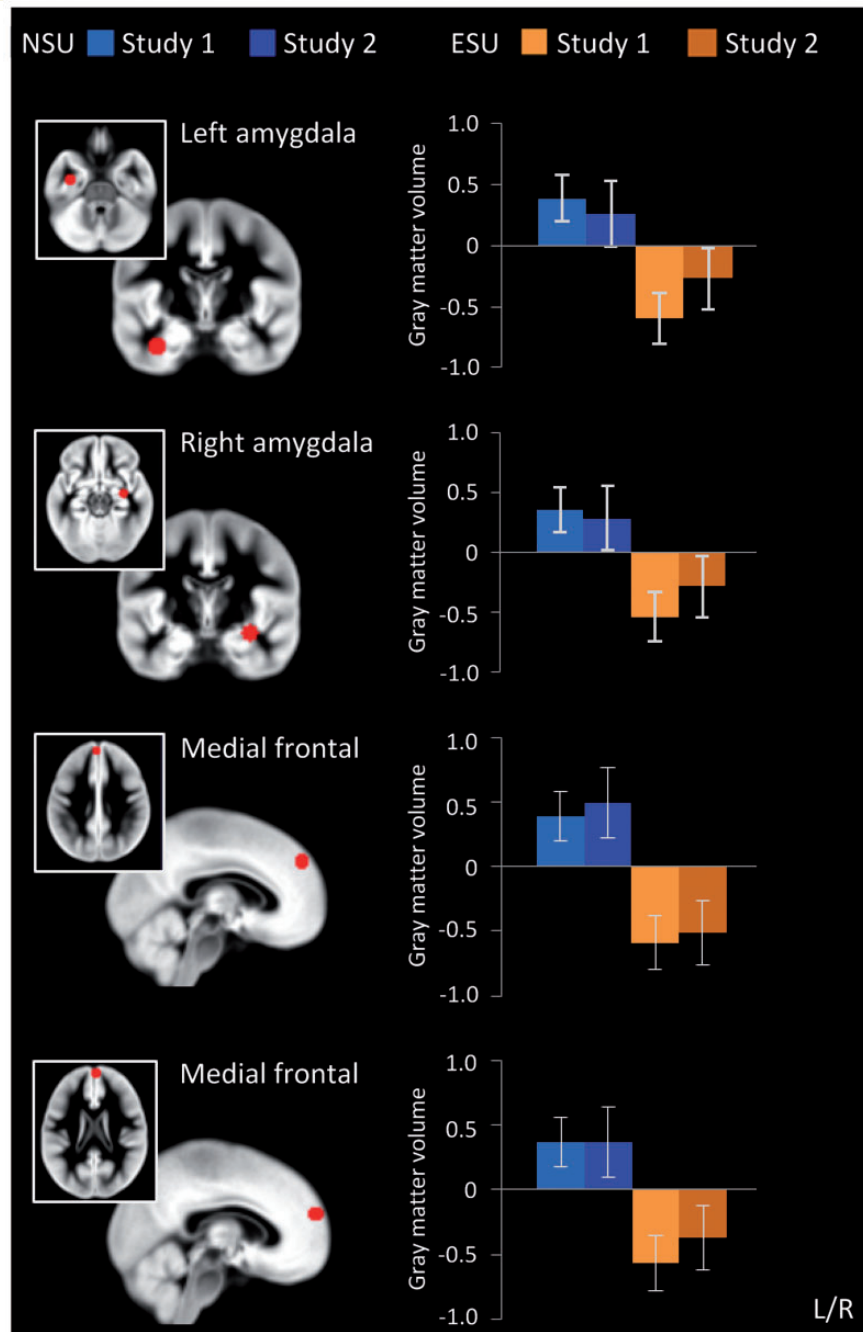 NSU Study 1 Study 2 ESU Study 1 Study 2
Left amygdala
Gray matter volume
1.0
0.5
0
-0.5
-1.0
Right amygdala
Gray matter volume
1.0
0.5
0
-0.5
-1.0
Medial frontal
Gray matter volume
1.0
0.5
0
-0.5
-1.0
Medial frontal
Gray matter volume
1.0
0.5
0
-0.5
-1.0
L/R